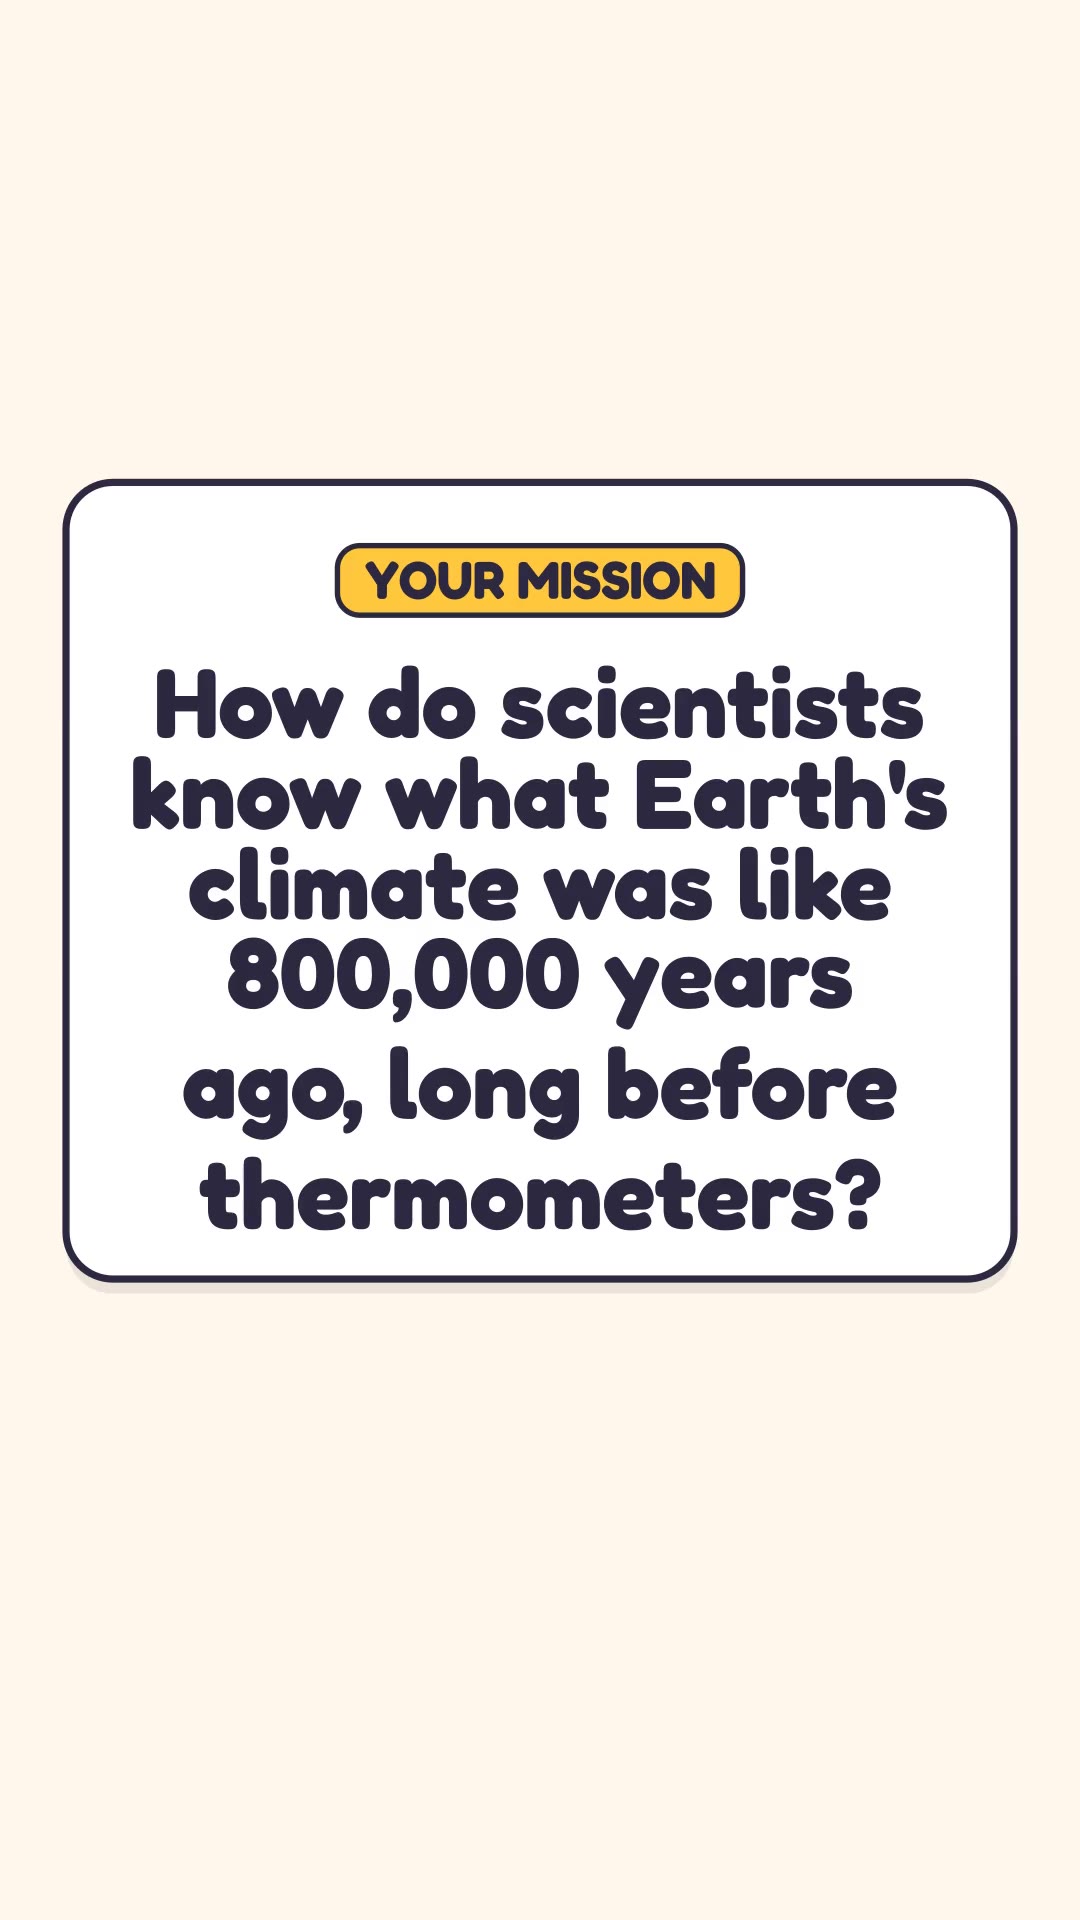 YOUR MISSION
How do scientists
know what Earth's
climate was like
800,000 years
ago, long before
thermometers?